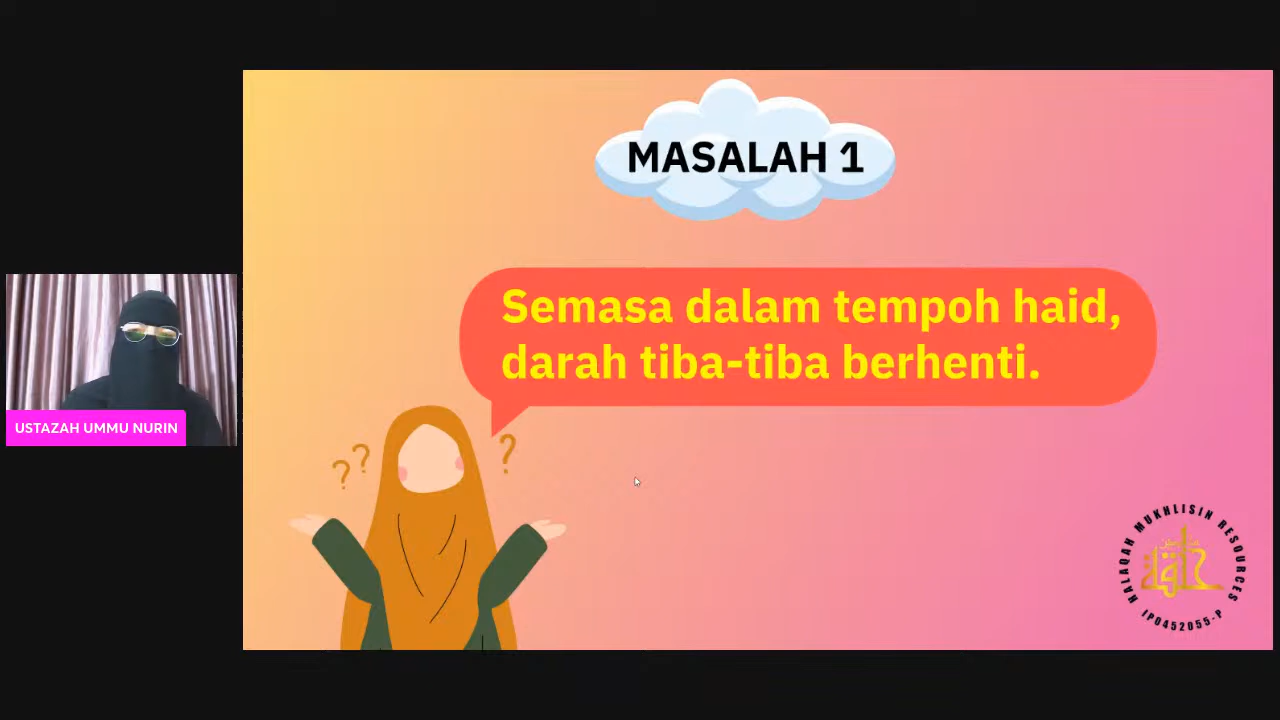 MASALAH 1
Semasa dalam tempoh haid,
darah tiba-tiba berhenti.
? ? ?
USTAZAH UMMU NURIN
HALAQAH MUKHLISIN RESOURCES
IP0452055-P